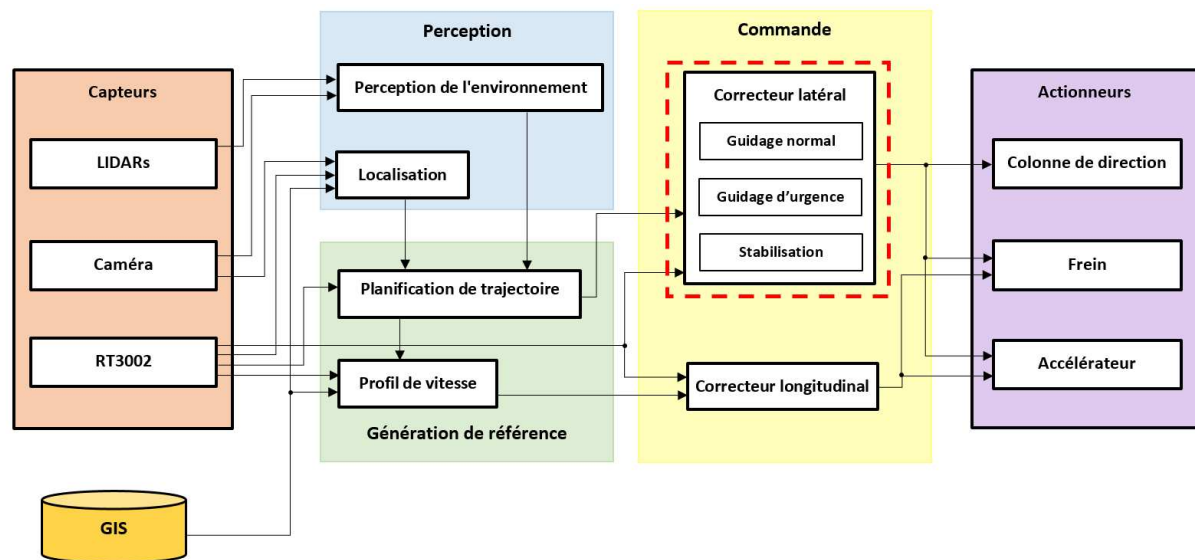 Capteurs
LIDARs
Caméra
RT3002
GIS
Perception
Perception de l'environnement
Localisation
Planification de trajectoire
Profil de vitesse
Génération de référence
Commande
Correcteur latéral
Guidage normal
Guidage d’urgence
Stabilisation
Correcteur longitudinal
Actionneurs
Colonne de direction
Frein
Accélérateur